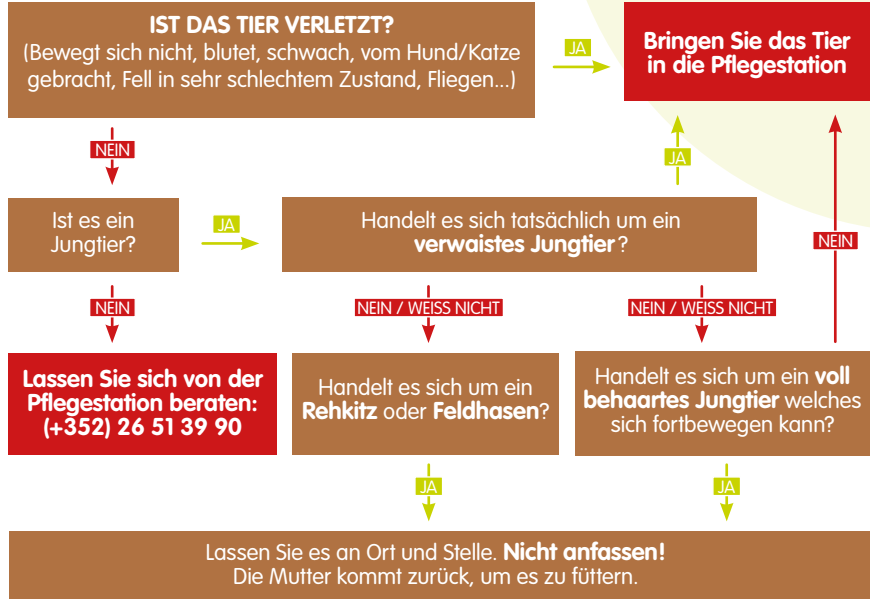 IST DAS TIER VERLETZT?
(Bewegt sich nicht, blutet, schwach, vom Hund/Katze
gebracht, Fell in sehr schlechtem Zustand, Fliegen...)
JA
Bringen Sie das Tier
in die Pflegestation
NEIN
JA
Ist es ein
Jungtier?
JA
Handelt es sich tatsächlich um ein
verwaistes Jungtier?
NEIN
NEIN
NEIN / WEISS NICHT
NEIN / WEISS NICHT
Lassen Sie sich von der
Pflegestation beraten:
(+352) 26 51 39 90
Handelt es sich um ein
Rehkitz oder Feldhasen?
Handelt es sich um ein voll
behaartes Jungtier welches
sich fortbewegen kann?
JA
JA
Lassen Sie es an Ort und Stelle. Nicht anfassen!
Die Mutter kommt zurück, um es zu füttern.